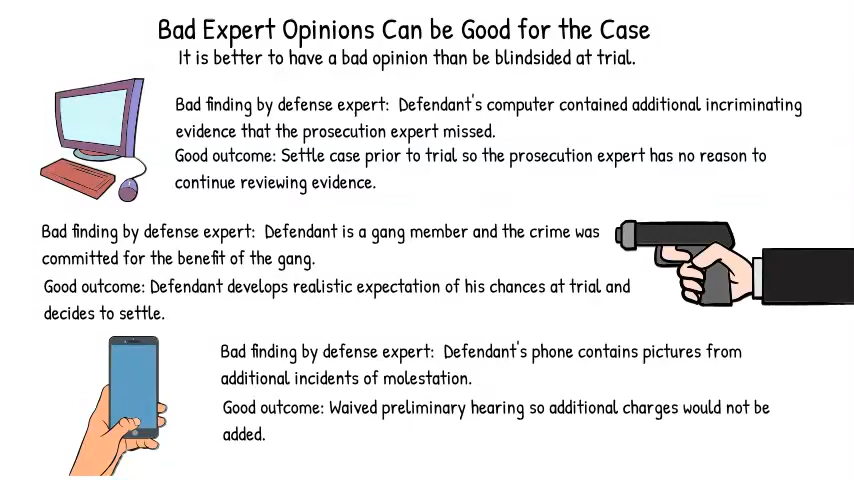 Bad Expert Opinions Can be Good for the Case
It is better to have a bad opinion than be blindsided at trial.
Bad finding by defense expert: Defendant's computer contained additional incriminating
evidence that the prosecution expert missed.
Good outcome: Settle case prior to trial so the prosecution expert has no reason to
continue reviewing evidence.
Bad finding by defense expert: Defendant is a gang member and the crime was
committed for the benefit of the gang.
Good outcome: Defendant develops realistic expectation of his chances at trial and
decides to settle.
Bad finding by defense expert: Defendant's phone contains pictures from
additional incidents of molestation.
Good outcome: Waived preliminary hearing so additional charges would not be
added.